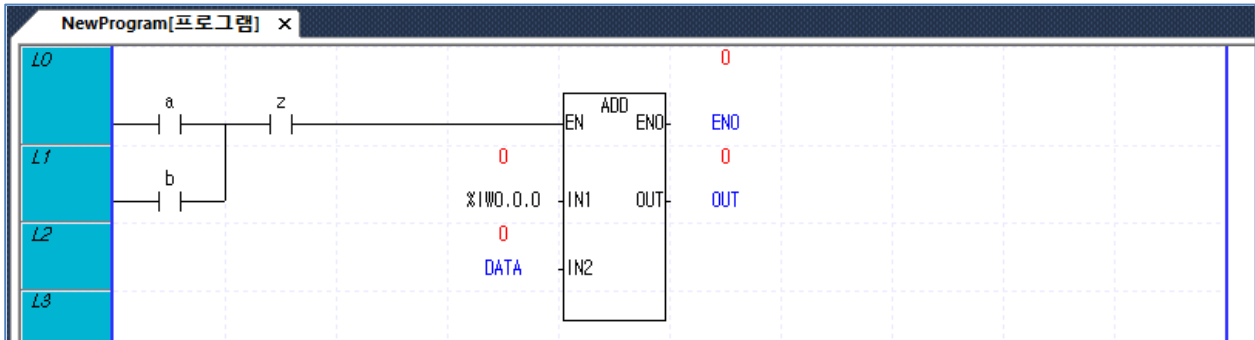 NewProgram[프로그램] ×
L0 0
a z ADD
EN ENO ENO
L1 0 0
b
%IW0.0.0 IN1 OUT OUT
L2 0
DATA IN2
L3